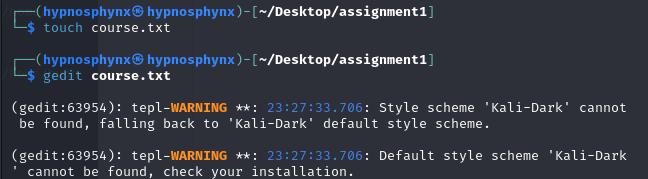 ┌──(hypnosphynx㉿hypnosphynx)-[~/Desktop/assignment1]
└─$ touch course.txt
┌──(hypnosphynx㉿hypnosphynx)-[~/Desktop/assignment1]
└─$ gedit course.txt
(gedit:63954): tepl-WARNING **: 23:27:33.706: Style scheme 'Kali-Dark' cannot
 be found, falling back to 'Kali-Dark' default style scheme.
(gedit:63954): tepl-WARNING **: 23:27:33.706: Default style scheme 'Kali-Dark
' cannot be found, check your installation.